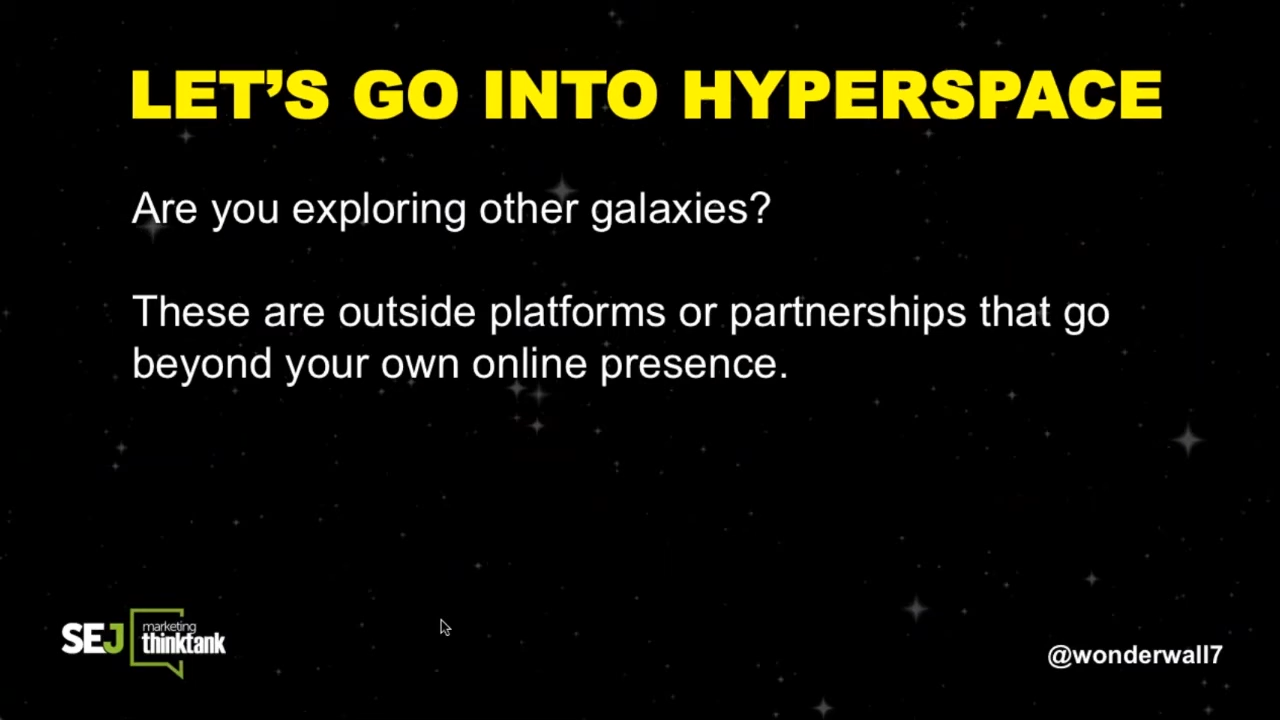 LET’S GO INTO HYPERSPACE
Are you exploring other galaxies?
These are outside platforms or partnerships that go
beyond your own online presence.
SEJ
marketing
thinktank
@wonderwall7